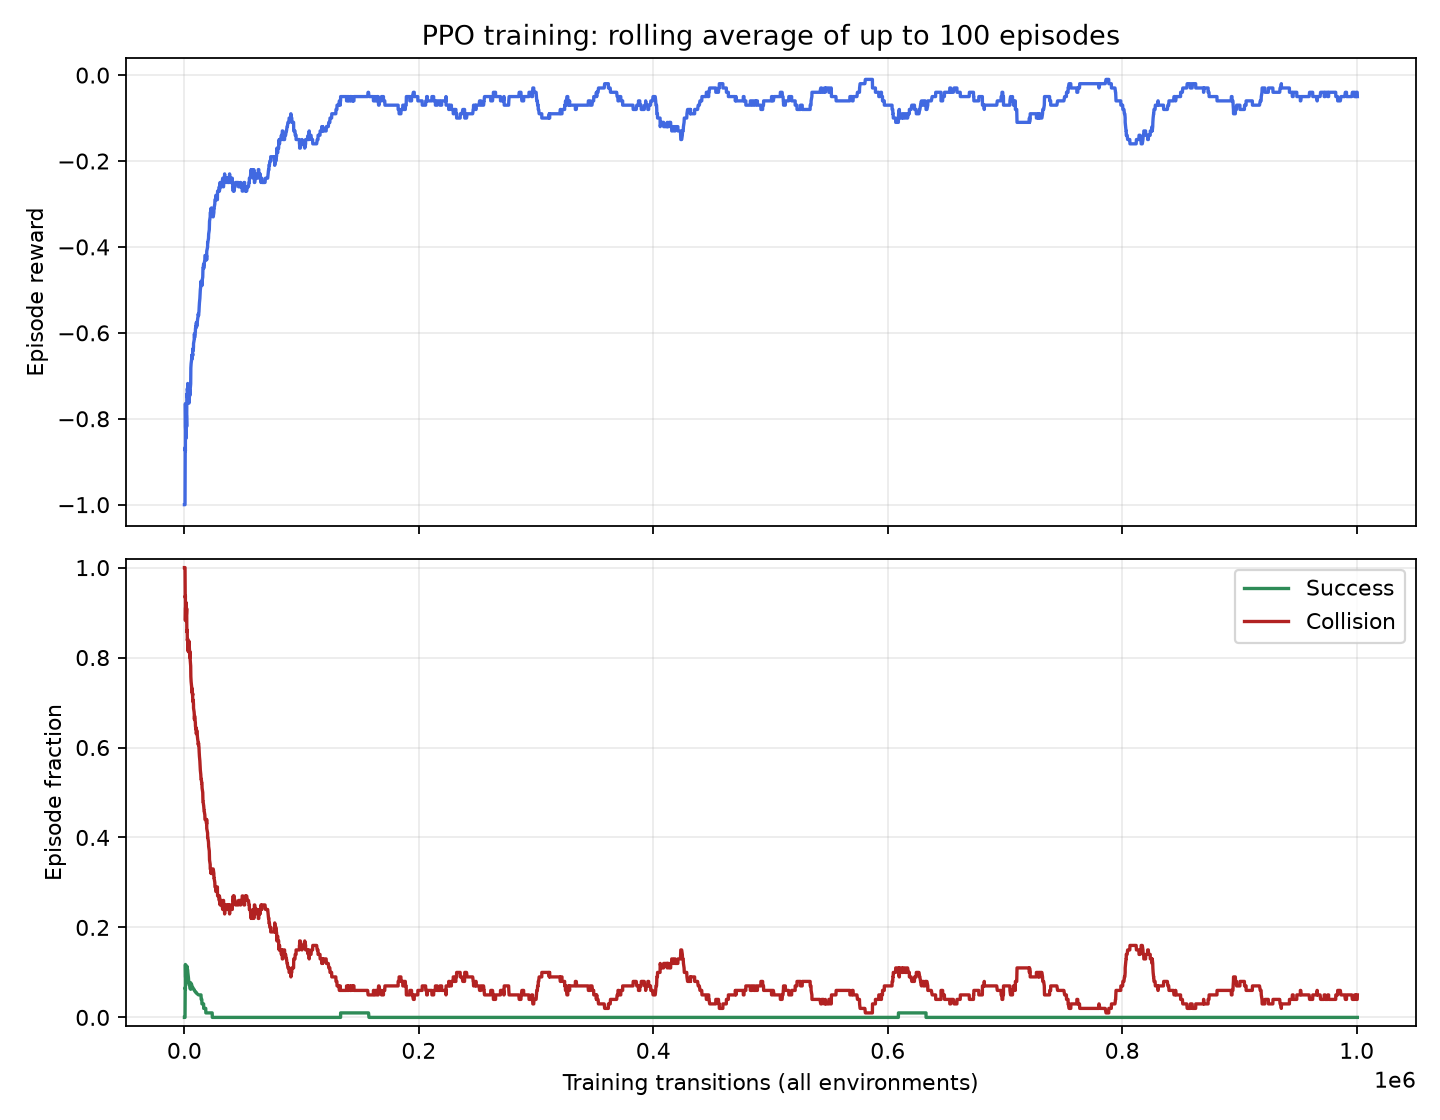 PPO training: rolling average of up to 100 episodes
0.0
−0.2
−0.4
−0.6
−0.8
−1.0
Episode reward
1.0
0.8
0.6
0.4
0.2
0.0
Episode fraction
Success
Collision
0.0 0.2 0.4 0.6 0.8 1.0
1e6
Training transitions (all environments)